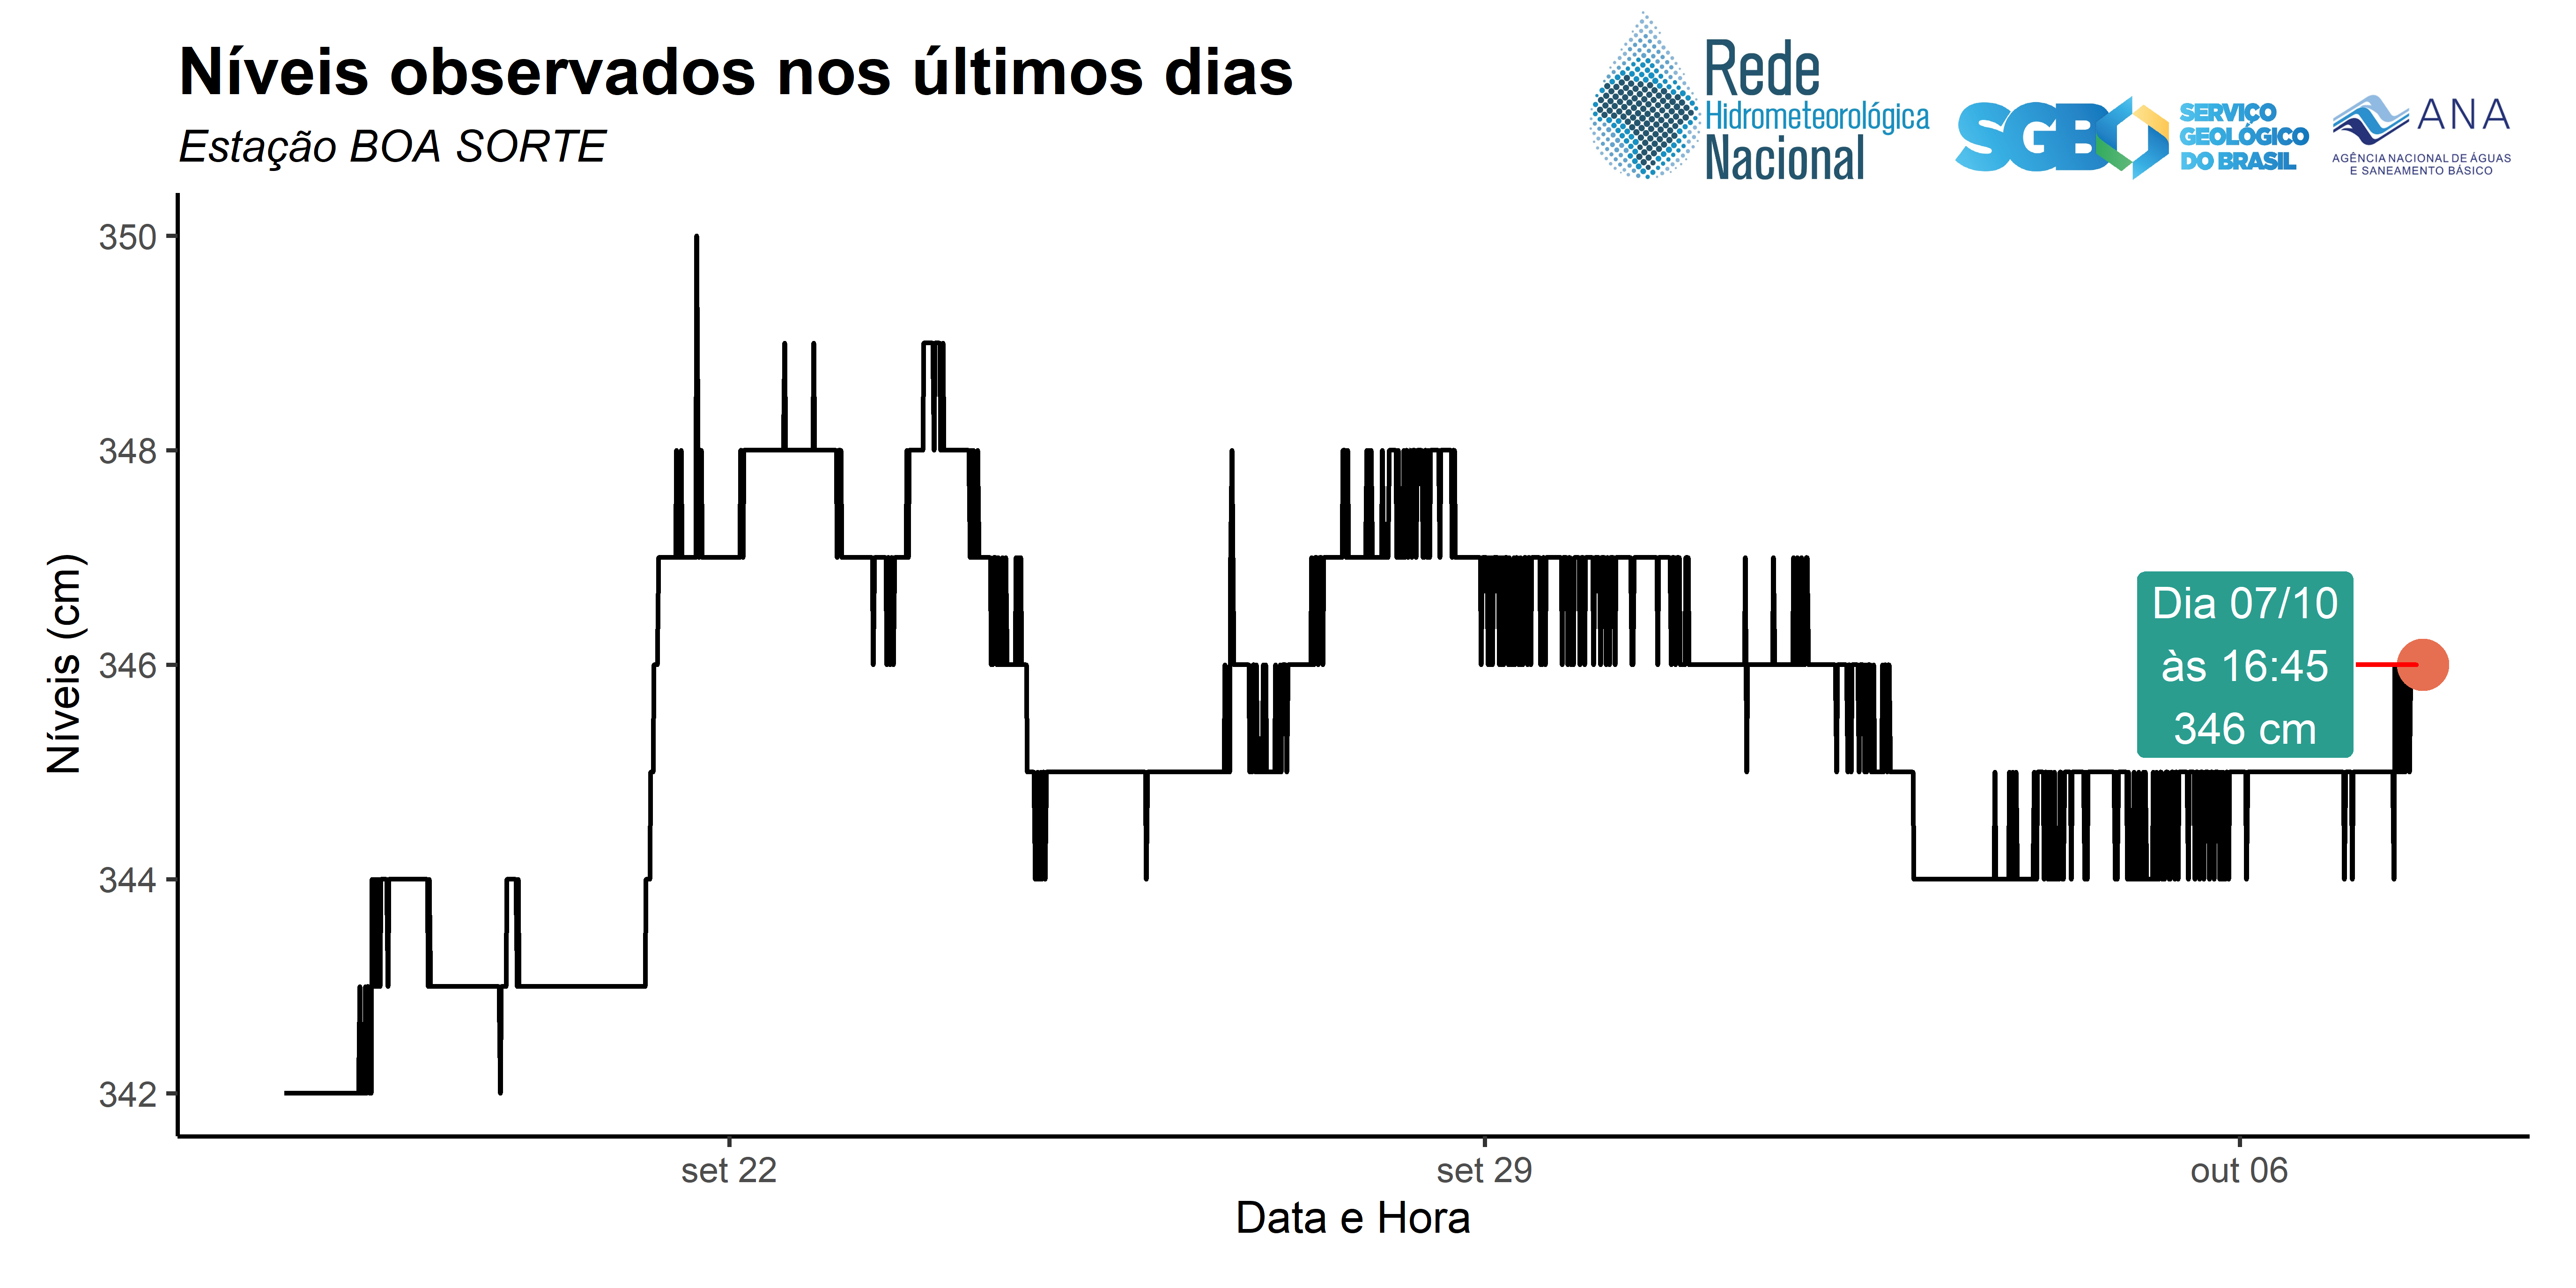 Níveis observados nos últimos dias
Estação BOA SORTE
Rede
Hidrometeorológica
Nacional
SGB
SERVIÇO
GEOLÓGICO
DO BRASIL
ANA
AGÊNCIA NACIONAL DE ÁGUAS
E SANEAMENTO BÁSICO
Níveis (cm)
350
348
346
344
342
Dia 07/10
às 16:45
346 cm
set 22
set 29
out 06
Data e Hora